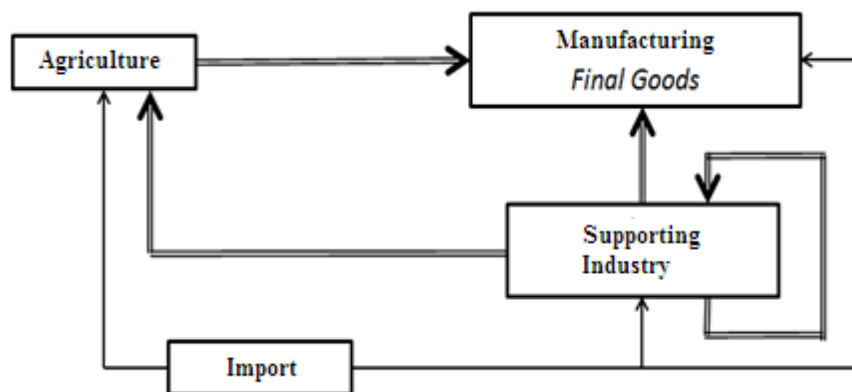 Manufacturing
Final Goods
Agriculture
Supporting
Industry
Import